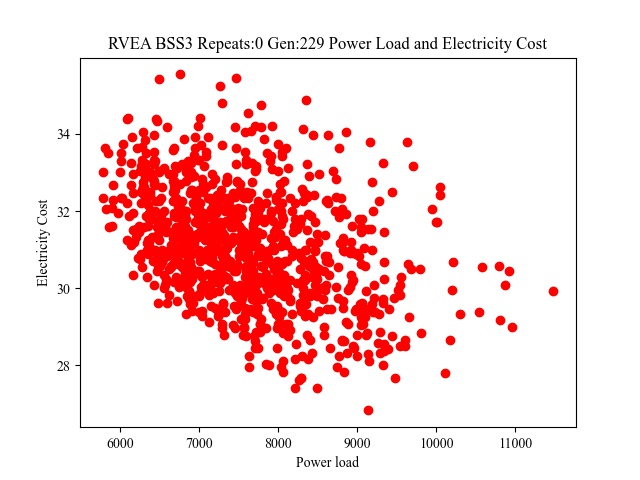 RVEA BSS3 Repeats:0 Gen:229 Power Load and Electricity Cost
34
32
30
28
Electricity Cost
6000 7000 8000 9000 10000 11000
Power load